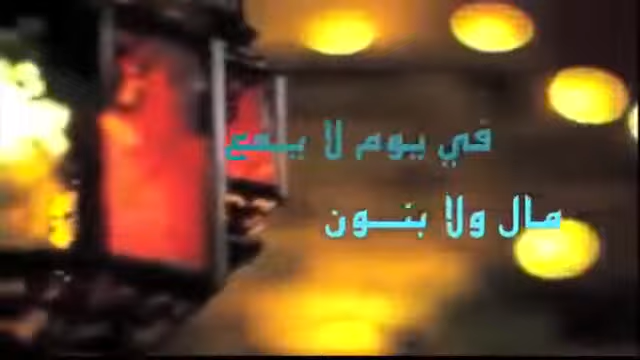 في يوم لا ينفع
مال ولا بنون